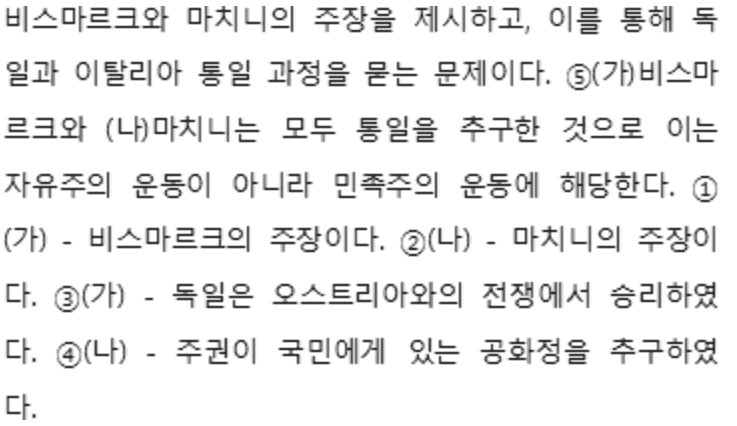 비스마르크와 마치니의 주장을 제시하고, 이를 통해 독
일과 이탈리아 통일 과정을 묻는 문제이다. ⑤(가)비스마
르크와 (나)마치니는 모두 통일을 추구한 것으로 이는
자유주의 운동이 아니라 민족주의 운동에 해당한다. ①
(가) - 비스마르크의 주장이다. ②(나) - 마치니의 주장이
다. ③(가) - 독일은 오스트리아와의 전쟁에서 승리하였
다. ④(나) - 주권이 국민에게 있는 공화정을 추구하였
다.